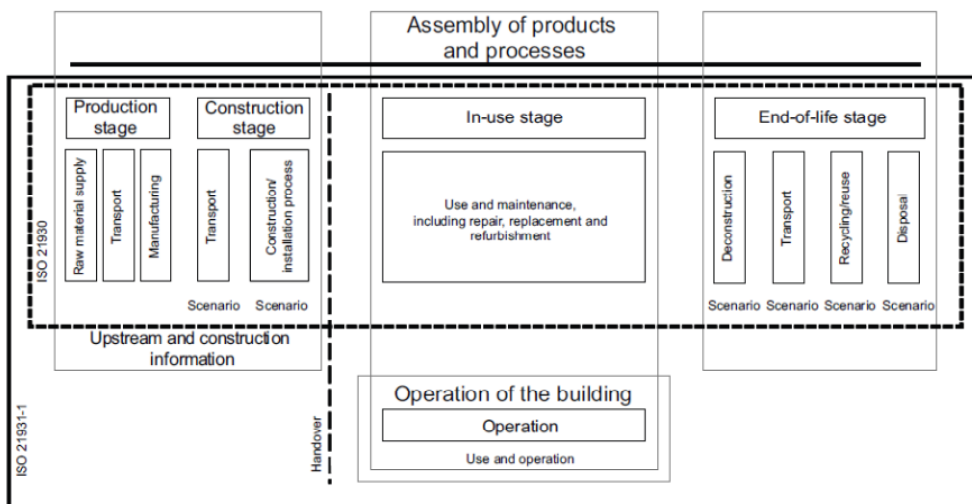 Assembly of products
and processes
Production
stage
Construction
stage
In-use stage
End-of-life stage
ISO 21930
Raw material supply
Transport
Manufacturing
Transport
Construction/
installation process
Use and maintenance,
including repair, replacement and
refurbishment
Deconstruction
Transport
Recycling/reuse
Disposal
Scenario
Scenario
Scenario
Scenario
Scenario
Scenario
Upstream and construction
information
ISO 21931-1
Handover
Operation of the building
Operation
Use and operation